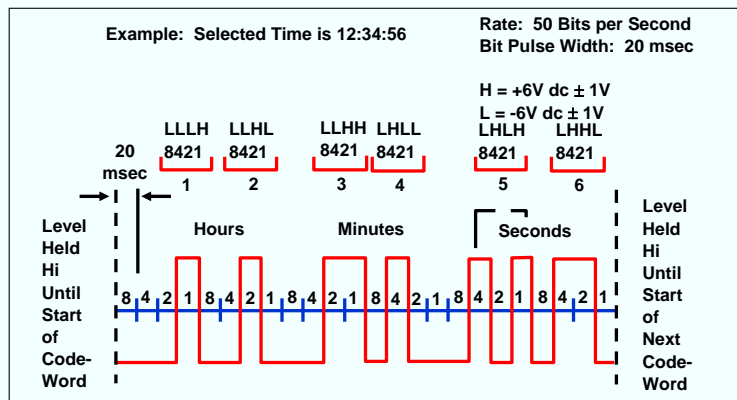 Example: Selected Time is 12:34:56
Rate: 50 Bits per Second
Bit Pulse Width: 20 msec
H = +6V dc ± 1V
L = -6V dc ± 1V
LLLH LLHL LLHH LHLL LHLH LHHL
8421 8421 8421 8421 8421 8421
1 2 3 4 5 6
20
msec
Hours Minutes Seconds
8 4 2 1 8 4 2 1 8 4 2 1 8 4 2 1 8 4 2 1 8 4 2 1
Level
Held
Hi
Until
Start
of
Code-
Word
Level
Held
Hi
Until
Start
of
Next
Code-
Word